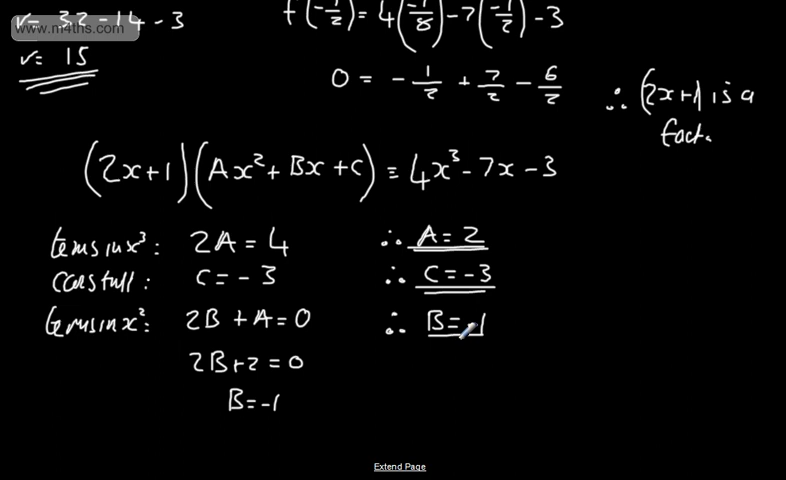 r = 32 - 14 - 3
www.m4ths.com
r = 15
f(-1/2) = 4(-1/8) - 7(-1/2) - 3
0 = -1/2 + 7/2 - 6/2
∴ (2x+1) is a
fact.
(2x+1)(Ax² + Bx + C) ≡ 4x³ - 7x - 3
terms in x³: 2A = 4 ∴ A = 2
constant: C = -3 ∴ C = -3
terms in x²: 2B + A = 0 ∴ B = -1
2B + 2 = 0
B = -1
Extend Page